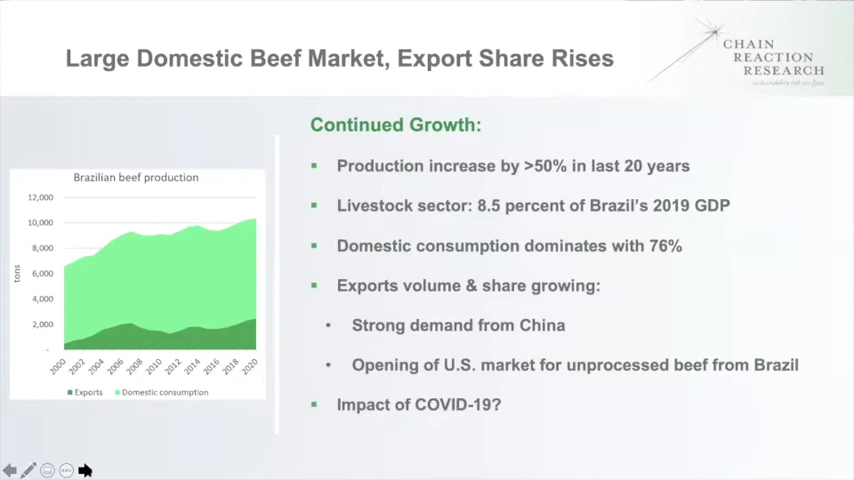 Large Domestic Beef Market, Export Share Rises
CHAIN
REACTION
RESEARCH
sustainability risk analysis
Continued Growth:
Production increase by >50% in last 20 years
Livestock sector: 8.5 percent of Brazil's 2019 GDP
Domestic consumption dominates with 76%
Exports volume & share growing:
Strong demand from China
Opening of U.S. market for unprocessed beef from Brazil
Impact of COVID-19?
Brazilian beef production
12,000
10,000
8,000
6,000
4,000
2,000
-
tons
2000 2002 2004 2006 2008 2010 2012 2014 2016 2018 2020
Exports Domestic consumption